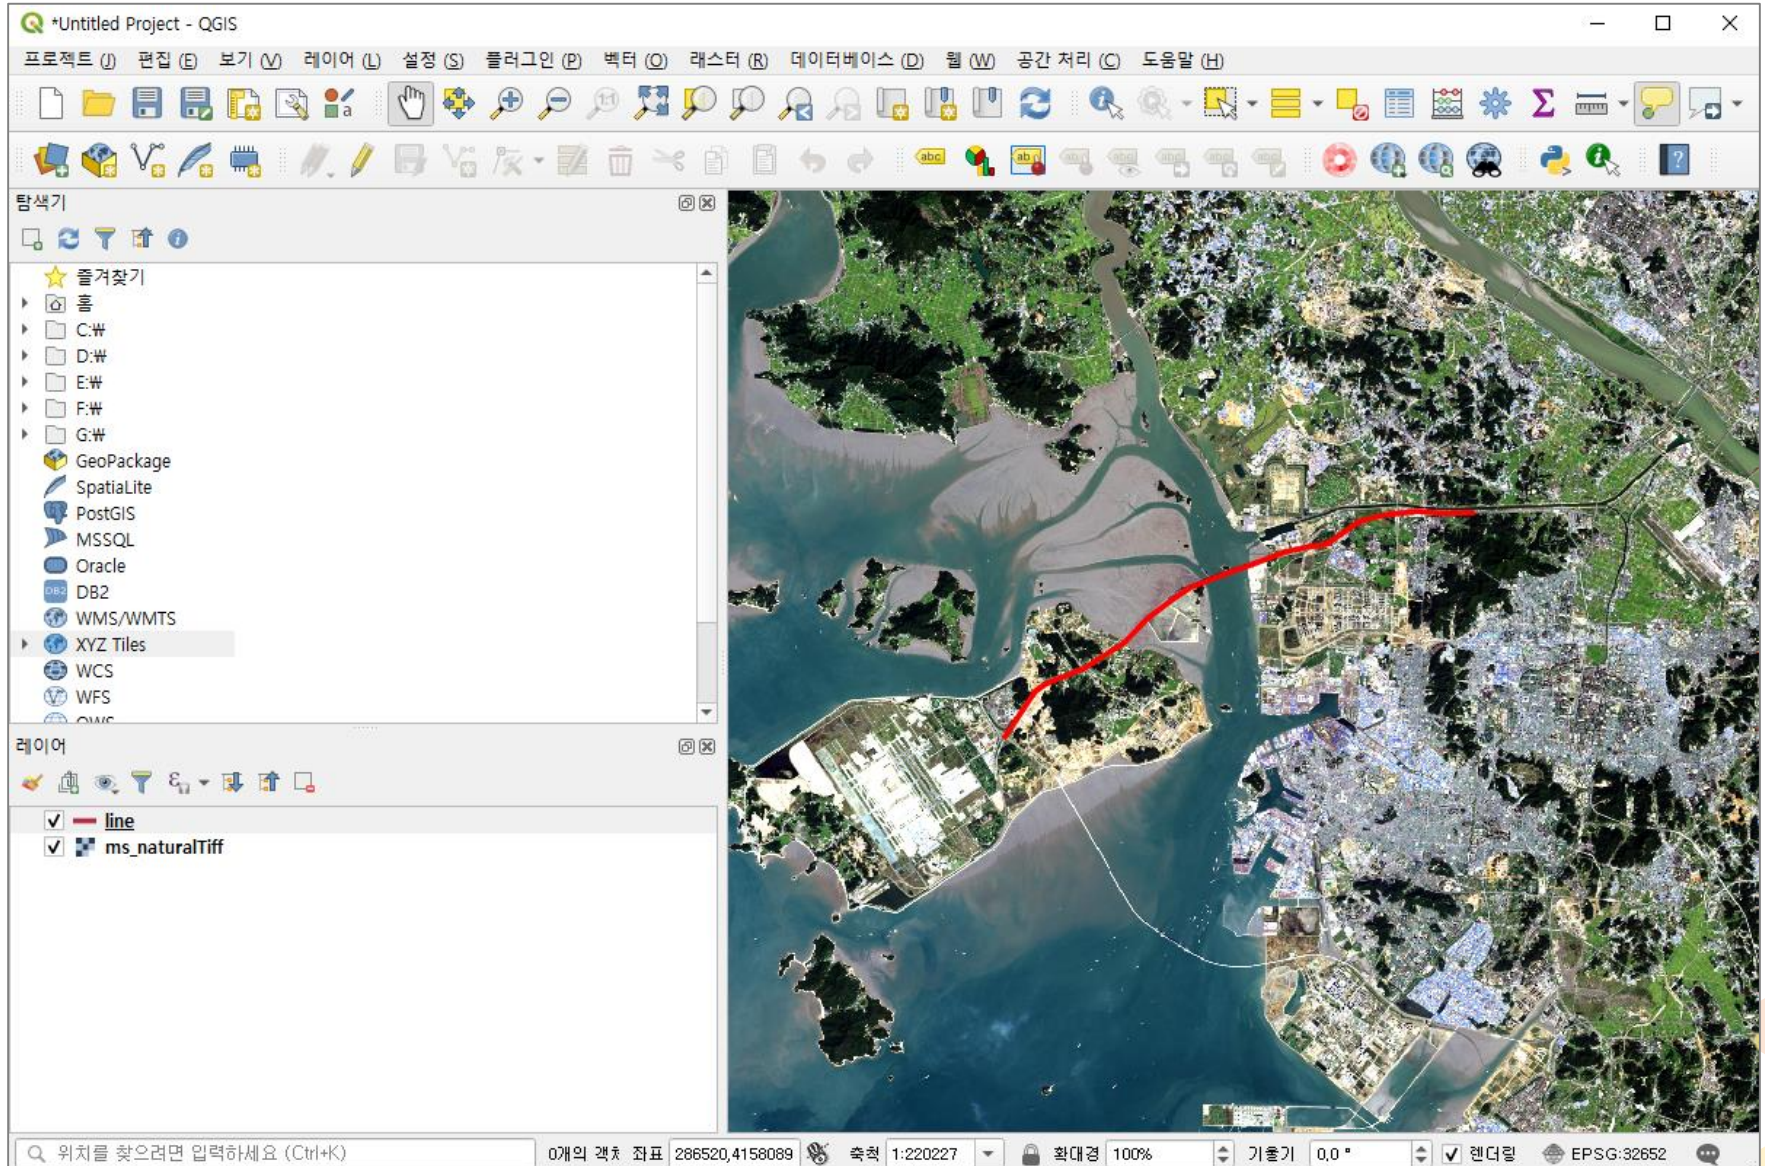 *Untitled Project - QGIS
프로젝트 (J) 편집 (E) 보기 (V) 레이어 (L) 설정 (S) 플러그인 (P) 벡터 (O) 래스터 (R) 데이터베이스 (D) 웹 (W) 공간 처리 (C) 도움말 (H)
탐색기
즐겨찾기
홈
C:₩
D:₩
E:₩
F:₩
G:₩
GeoPackage
SpatiaLite
PostGIS
MSSQL
Oracle
DB2
WMS/WMTS
XYZ Tiles
WCS
WFS
OWS
레이어
line
ms_naturalTiff
위치를 찾으려면 입력하세요 (Ctrl+K) 0개의 객체 좌표 286520,4158089 축척 1:220227 확대경 100% 기울기 0,0 ° 렌더링 EPSG:32652